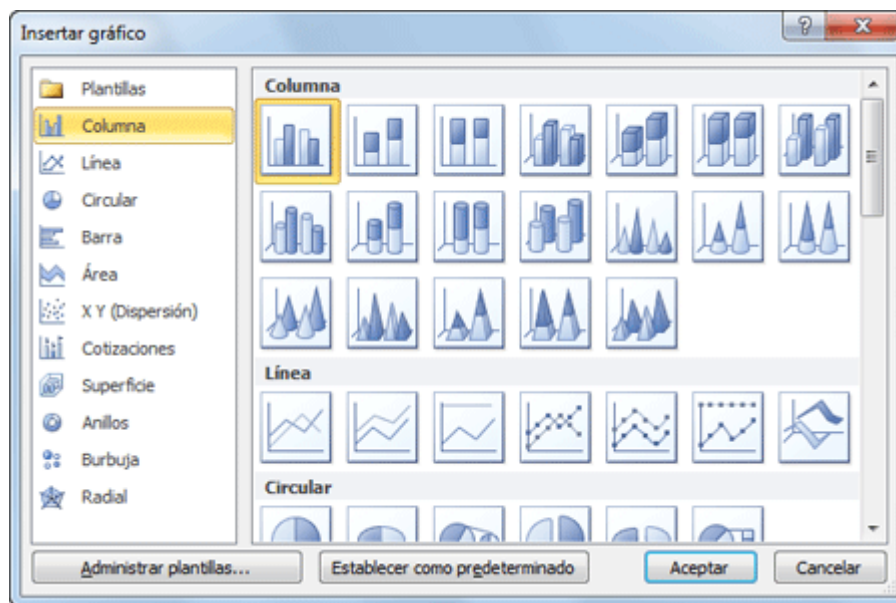 Insertar gráfico
Plantillas
Columna
Línea
Circular
Barra
Área
X Y (Dispersión)
Cotizaciones
Superficie
Anillos
Burbuja
Radial
Columna
Línea
Circular
Administrar plantillas...
Establecer como predeterminado
Aceptar
Cancelar